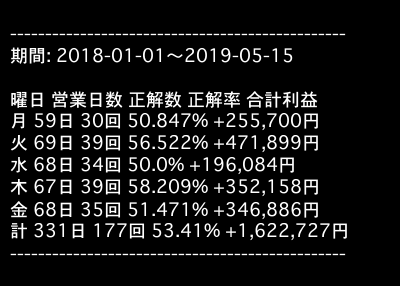 ------------------------------------------------
期間: 2018-01-01〜2019-05-15
曜日 営業日数 正解数 正解率 合計利益
月 59日 30回 50.847% +255,700円
火 69日 39回 56.522% +471,899円
水 68日 34回 50.0% +196,084円
木 67日 39回 58.209% +352,158円
金 68日 35回 51.471% +346,886円
計 331日 177回 53.41% +1,622,727円
------------------------------------------------